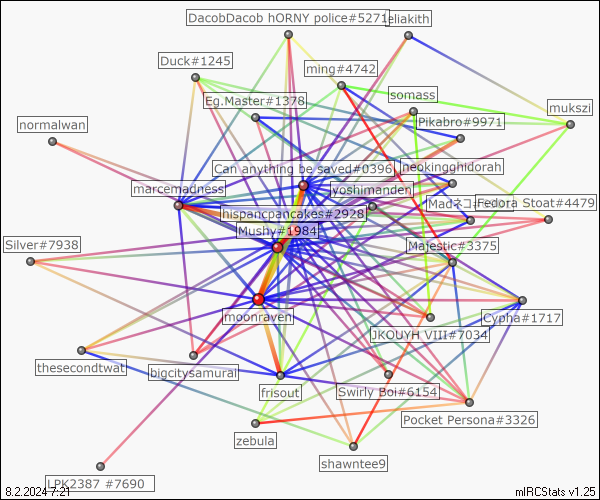 DacobDacob hORNY police#5271
eliakith
Duck#1245
ming#4742
somass
Eg.Master#1378
mukszi
normalwan
Pikabro#9971
Can anything be saved#0396
neokingghidorah
marcemadness
yoshimanden
hispancpancakes#2928
Fedora Stoat#4479
Mushy#1984
Silver#7938
Majestic#3375
moonraven
Cypha#1717
JKOUYH VIII#7034
thesecondtwat
bigcitysamurai
frisout
Swirly Boi#6154
Pocket Persona#3326
zebula
shawntee9
LPK2387 #7690
8.2.2024 7:21
mIRCStats v1.25